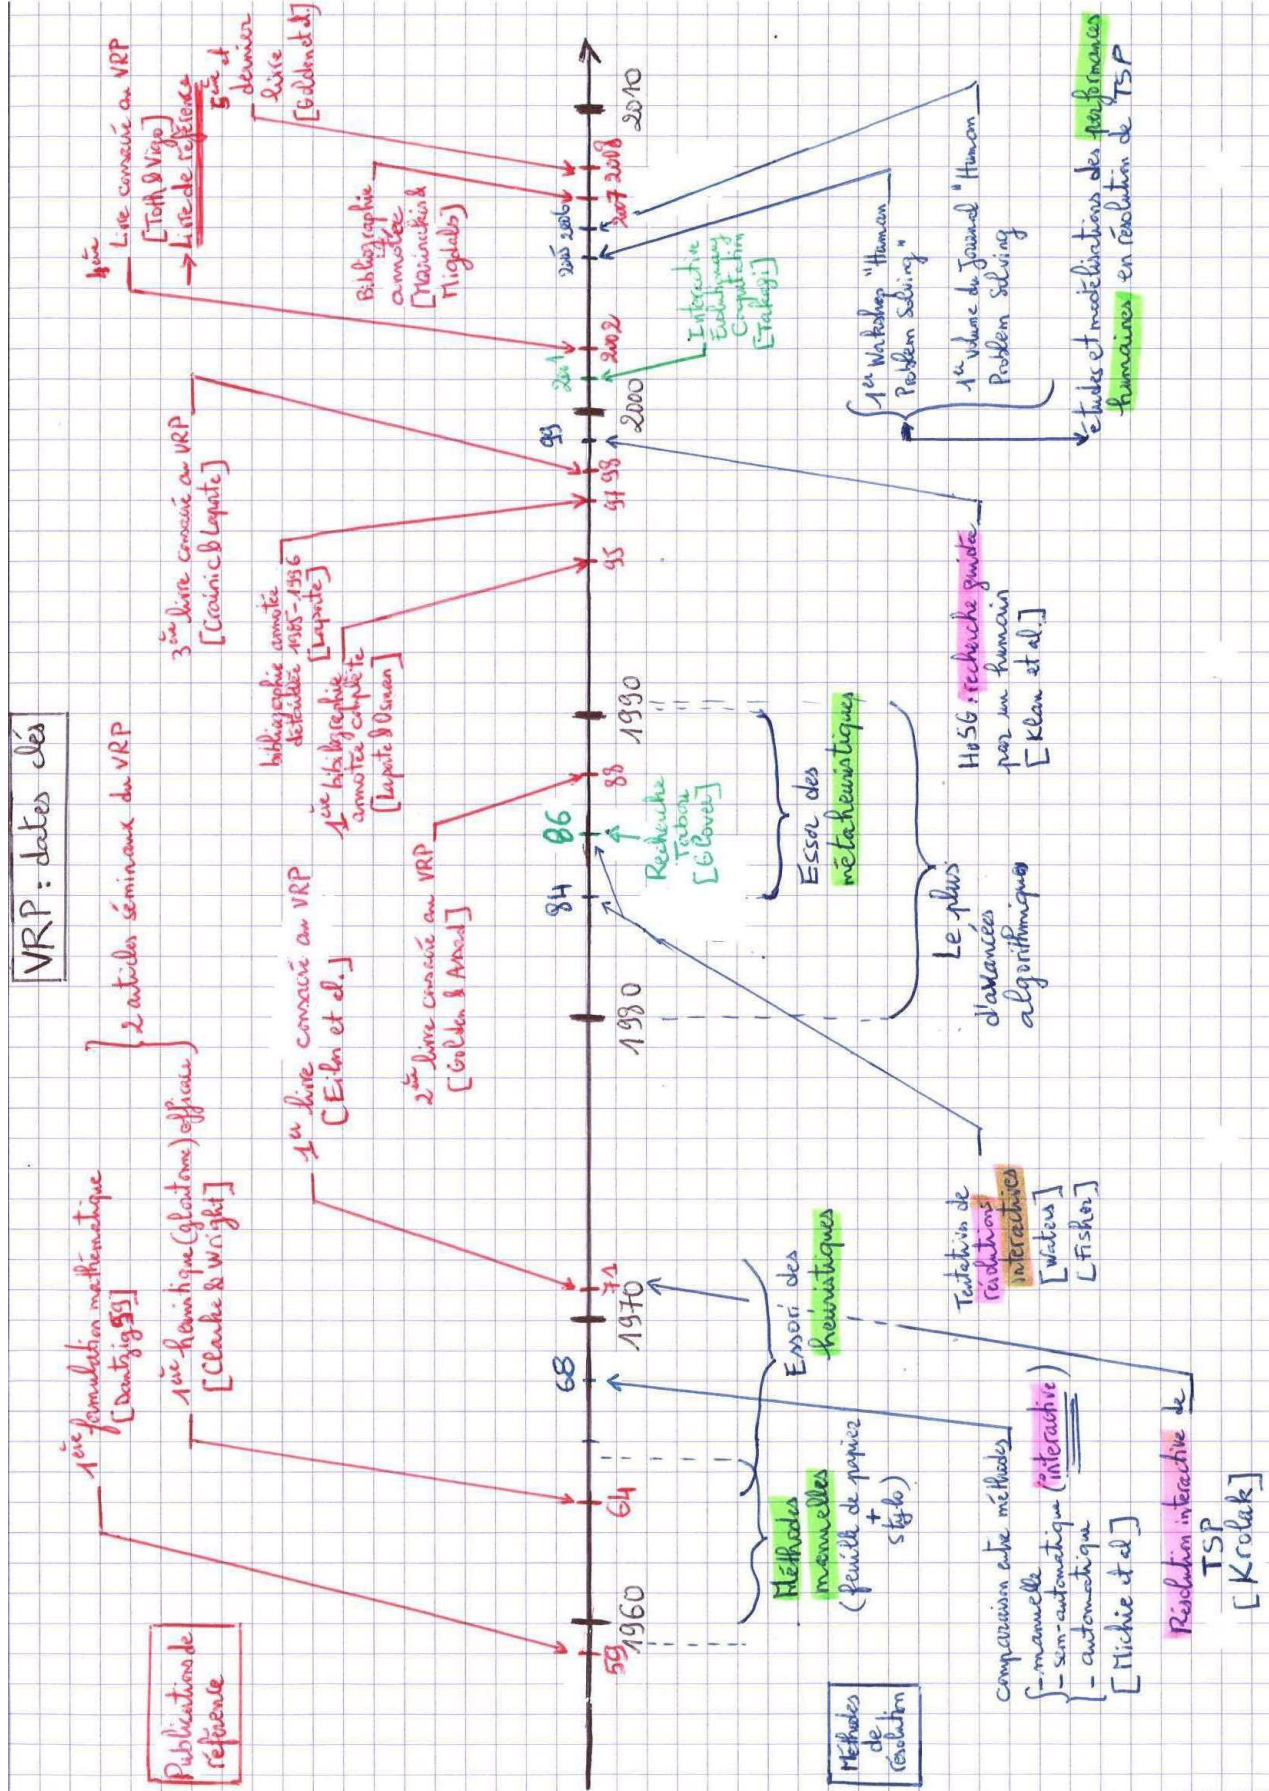 VRP : dates clés
Publications de
référence
1ère formulation mathématique
[Dantzig 59]
1ère heuristique (gloutonne) efficace
[Clarke & Wright]
2 articles séminaux du VRP
1er livre consacré au VRP
[Eilon et al.]
2ème livre consacré au VRP
[Golden & Assad]
1ère bibliographie
annotée complète
[Laporte & Osman]
bibliographie annotée
détaillée 1985-1996
[Laporte]
3ème livre consacré au VRP
[Crainic & Laporte]
4ème
Livre consacré au VRP
[Toth & Vigo]
→ Livre de référence
Bibliographie
annotée
[Marinakis &
Migdalas]
5ème et
dernier
livre
[Golden et al.]
68
84
86
99
2001
2005
2006
59
1960
64
1970
71
1980
88
1990
95
97
98
2000
2002
2007
2008
2010
Recherche
Tabou
[Glover]
Interactive
Evolutionary
Computation
[Takagi]
Méthodes
de
résolution
Méthodes
manuelles
(feuille de papier
+
stylo)
Essor des
heuristiques
Essor des
métaheuristiques
Le plus
d'avancées
algorithmiques
comparaison entre méthodes
- manuelle
- semi-automatique (interactive)
- automatique
[Michie et al]
Résolution interactive de
TSP
[Krolak]
Tentatives de
résolutions
interactives
[Waters]
[Fisher]
HuSG : recherche guidée
par un humain
[Klau et al.]
1er Workshop "Human
Problem Solving"
1er volume du Journal "Human
Problem Solving
études et modélisations des performances
humaines en résolution de TSP